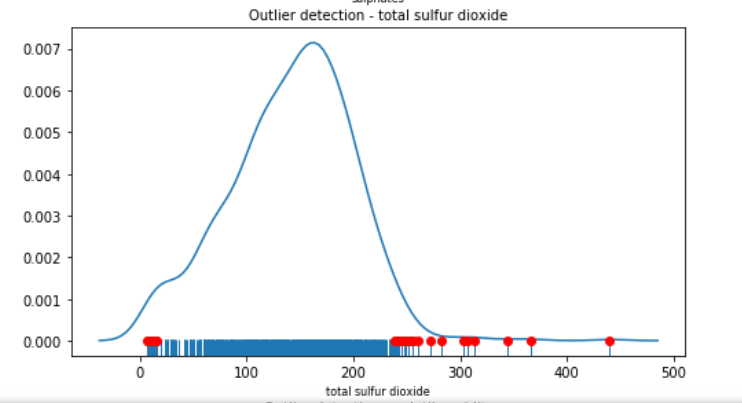 sulphates
Outlier detection - total sulfur dioxide
0.007
0.006
0.005
0.004
0.003
0.002
0.001
0.000
0 100 200 300 400 500
total sulfur dioxide